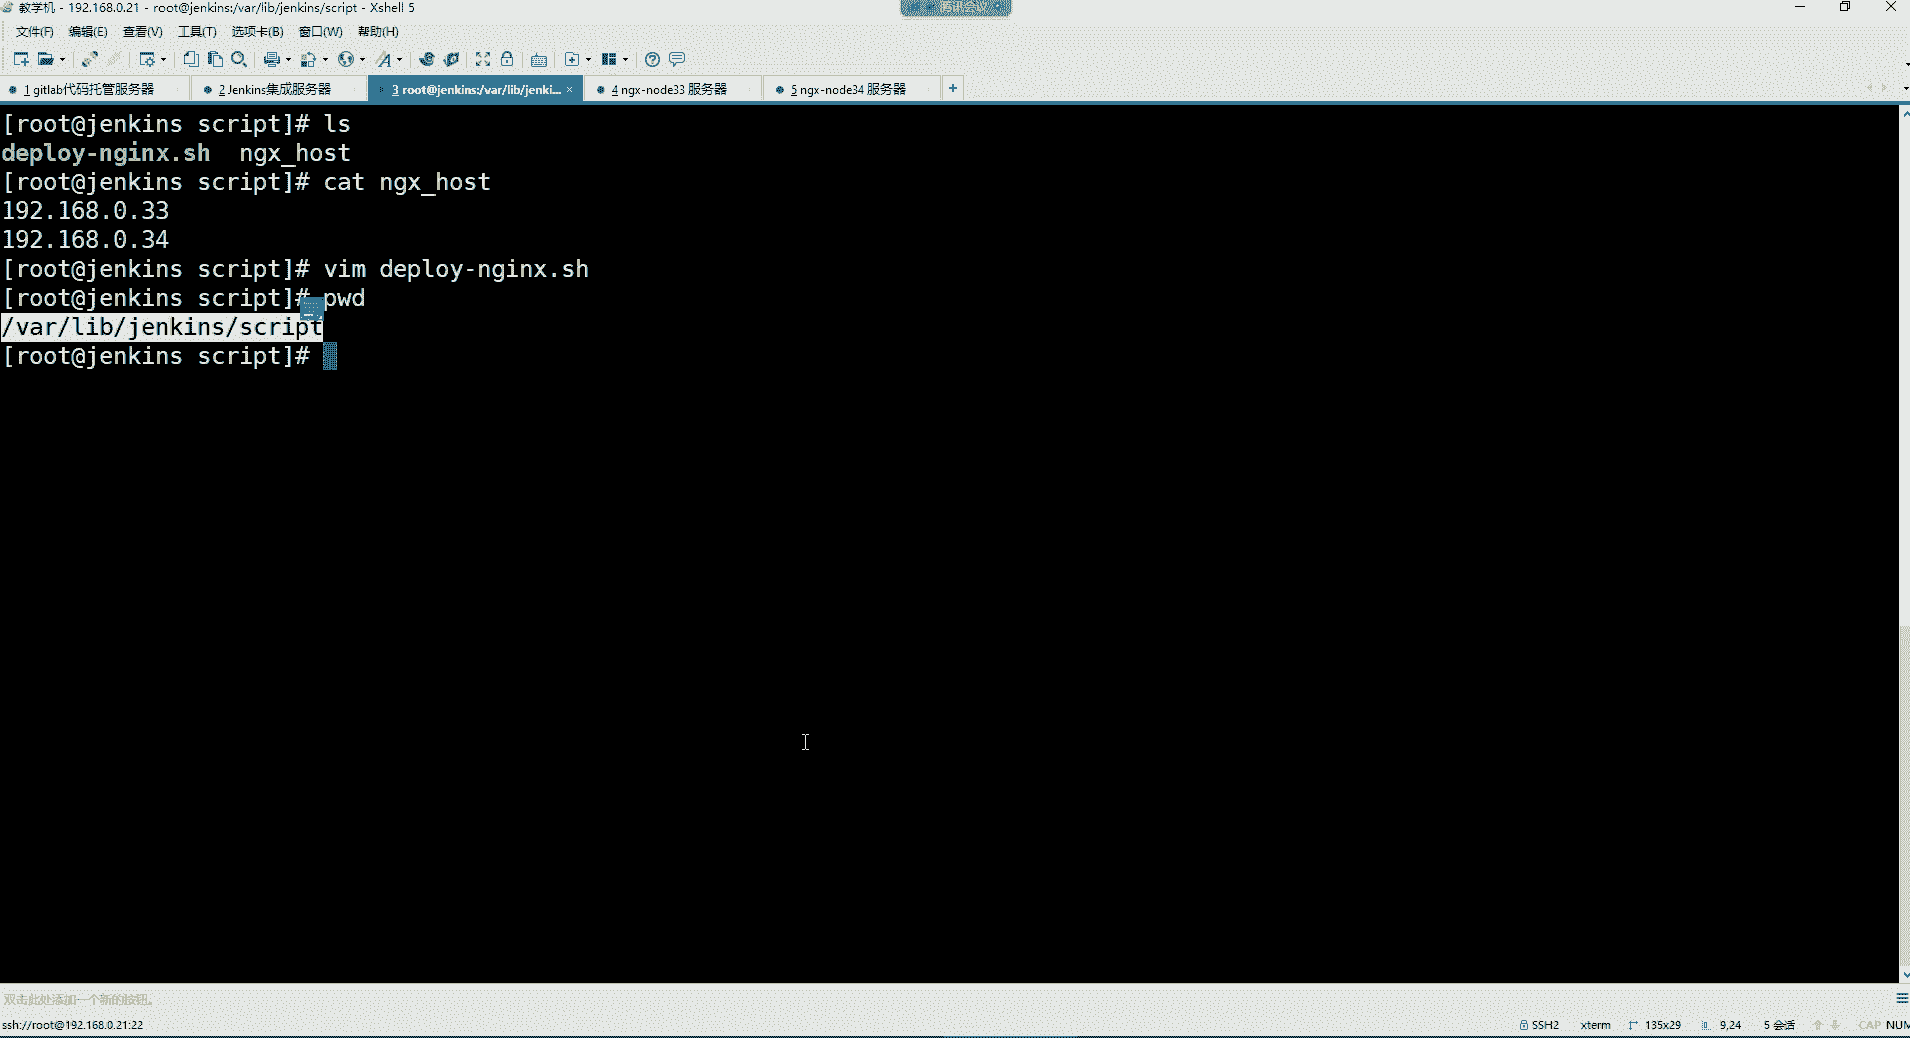 教学机 - 192.168.0.21 - root@jenkins:/var/lib/jenkins/script - Xshell 5
腾讯会议
文件(F) 编辑(E) 查看(V) 工具(T) 选项卡(B) 窗口(W) 帮助(H)
1 gitlab代码托管服务器 2 Jenkins集成服务器 3 root@jenkins:/var/lib/jenki... × 4 ngx-node33 服务器 5 ngx-node34 服务器 +
[root@jenkins script]# ls
deploy-nginx.sh ngx_host
[root@jenkins script]# cat ngx_host
192.168.0.33
192.168.0.34
[root@jenkins script]# vim deploy-nginx.sh
[root@jenkins script]# pwd
/var/lib/jenkins/script
[root@jenkins script]#
双击此处添加一个新的按钮。
ssh://root@192.168.0.21:22 SSH2 xterm 135x29 9,24 5 会话 CAP NUM